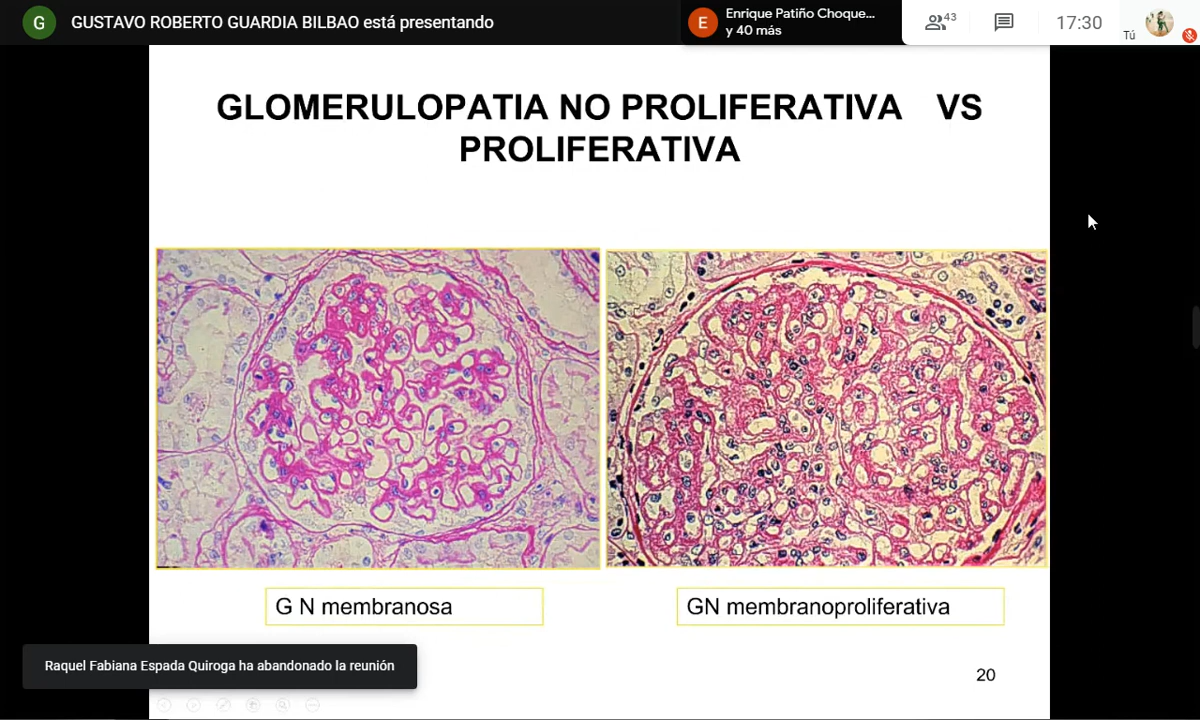 G GUSTAVO ROBERTO GUARDIA BILBAO está presentando
E Enrique Patiño Choque...
y 40 más
43
17:30
Tú
GLOMERULOPATIA NO PROLIFERATIVA VS
PROLIFERATIVA
G N membranosa
GN membranoproliferativa
Raquel Fabiana Espada Quiroga ha abandonado la reunión
20